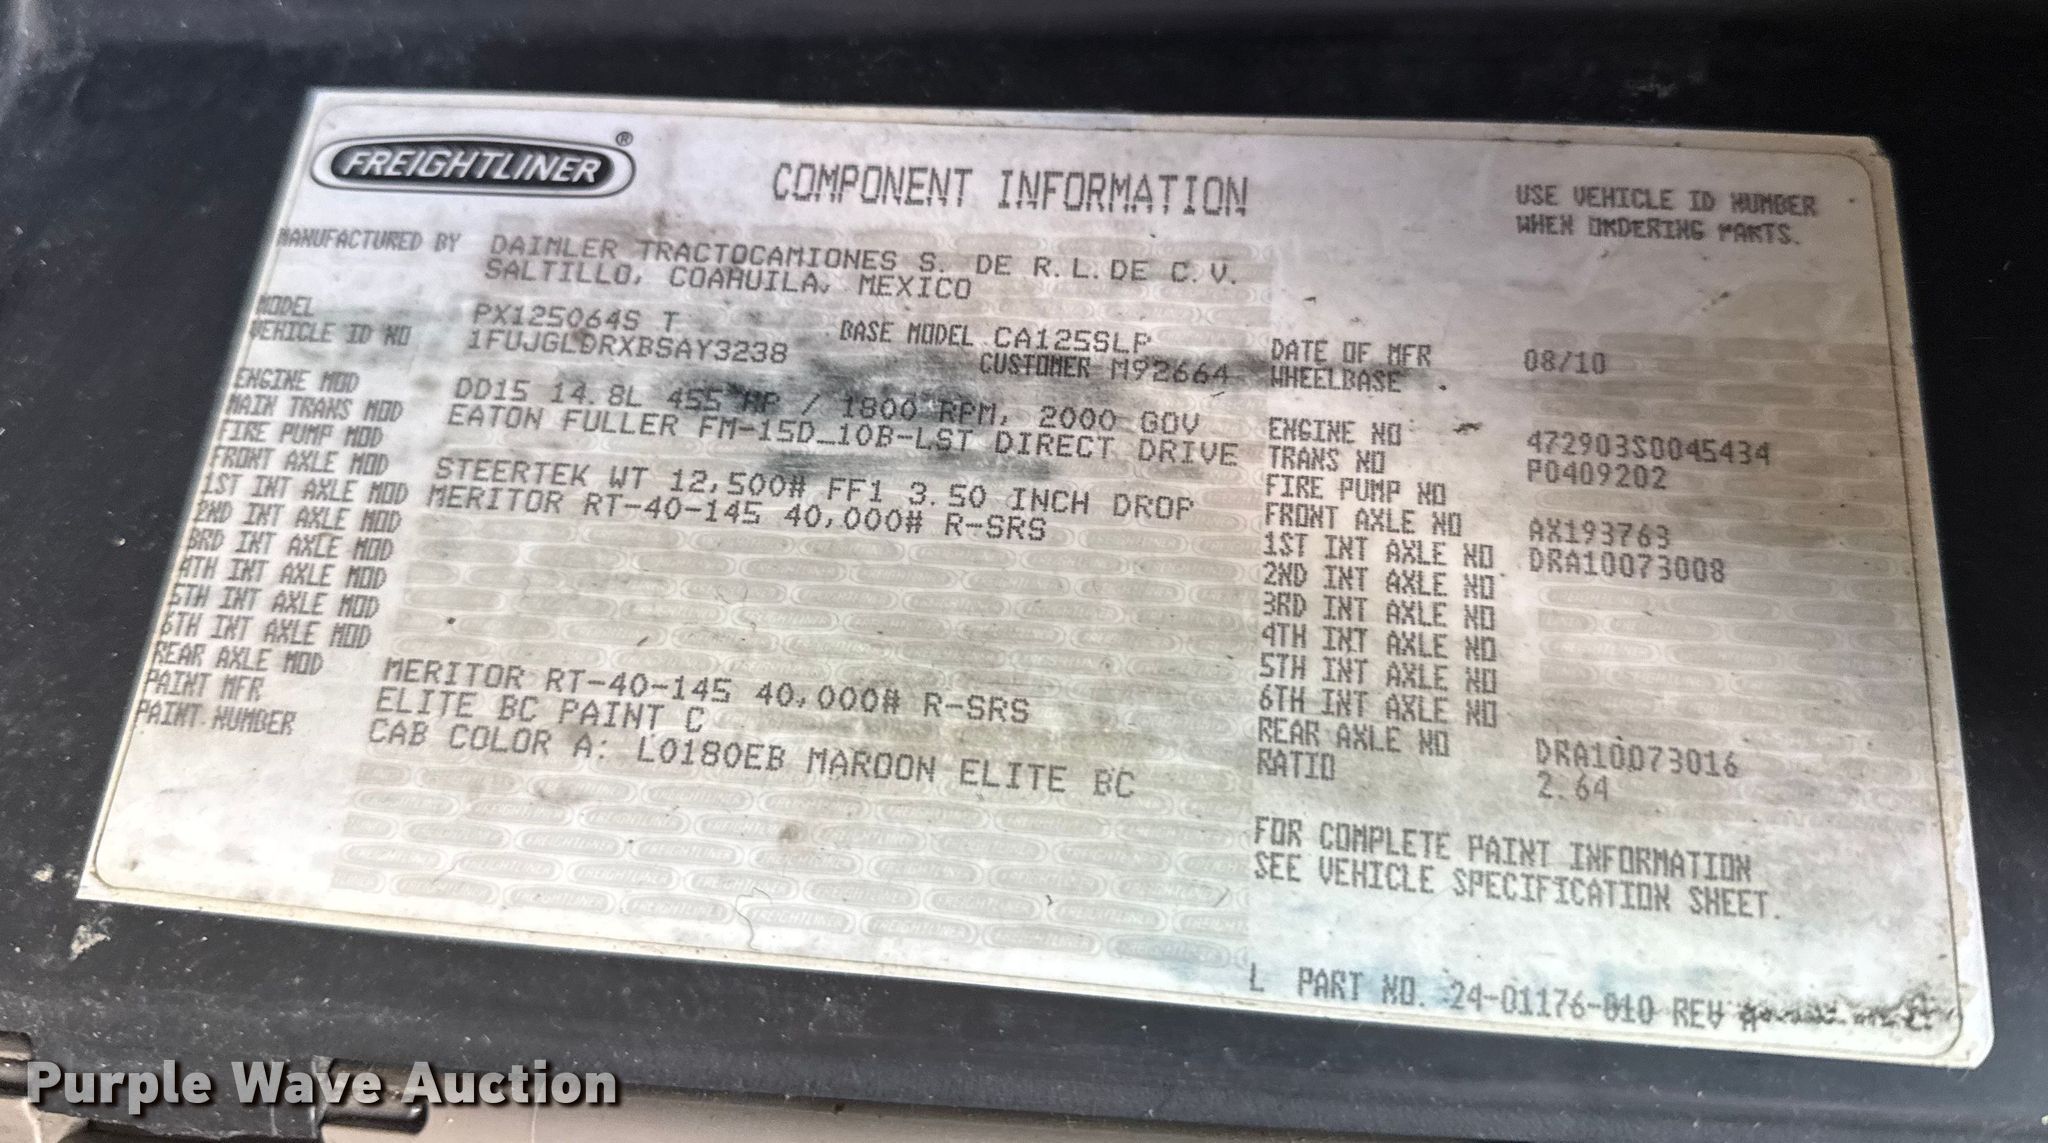 FREIGHTLINER ®
COMPONENT INFORMATION
USE VEHICLE ID NUMBER
WHEN ORDERING PARTS.
MANUFACTURED BY DAIMLER TRACTOCAMIONES S. DE R.L.DE C.V.
SALTILLO, COAHUILA, MEXICO
MODEL PX125064S T BASE MODEL CA125SLP DATE OF MFR 08/10
VEHICLE ID NO 1FUJGLDRXBSAY3238 CUSTOMER M92664 WHEELBASE
ENGINE MOD DD15 14.8L 455 HP / 1800 RPM, 2000 GOV ENGINE NO 472903S0045434
MAIN TRANS MOD EATON FULLER FM-15D_10B-LST DIRECT DRIVE TRANS NO P0409202
FIRE PUMP MOD FIRE PUMP NO
FRONT AXLE MOD STEERTEK WT 12,500# FF1 3.50 INCH DROP FRONT AXLE NO AX193763
1ST INT AXLE MOD MERITOR RT-40-145 40,000# R-SRS 1ST INT AXLE NO DRA10073008
2ND INT AXLE MOD 2ND INT AXLE NO
3RD INT AXLE MOD 3RD INT AXLE NO
4TH INT AXLE MOD 4TH INT AXLE NO
5TH INT AXLE MOD 5TH INT AXLE NO
6TH INT AXLE MOD 6TH INT AXLE NO
REAR AXLE MOD MERITOR RT-40-145 40,000# R-SRS REAR AXLE NO DRA10073016
PAINT MFR ELITE BC PAINT C RATIO 2.64
PAINT NUMBER CAB COLOR A: L0180EB MAROON ELITE BC
FOR COMPLETE PAINT INFORMATION
SEE VEHICLE SPECIFICATION SHEET.
L PART NO. 24-01176-010 REV
Purple Wave Auction